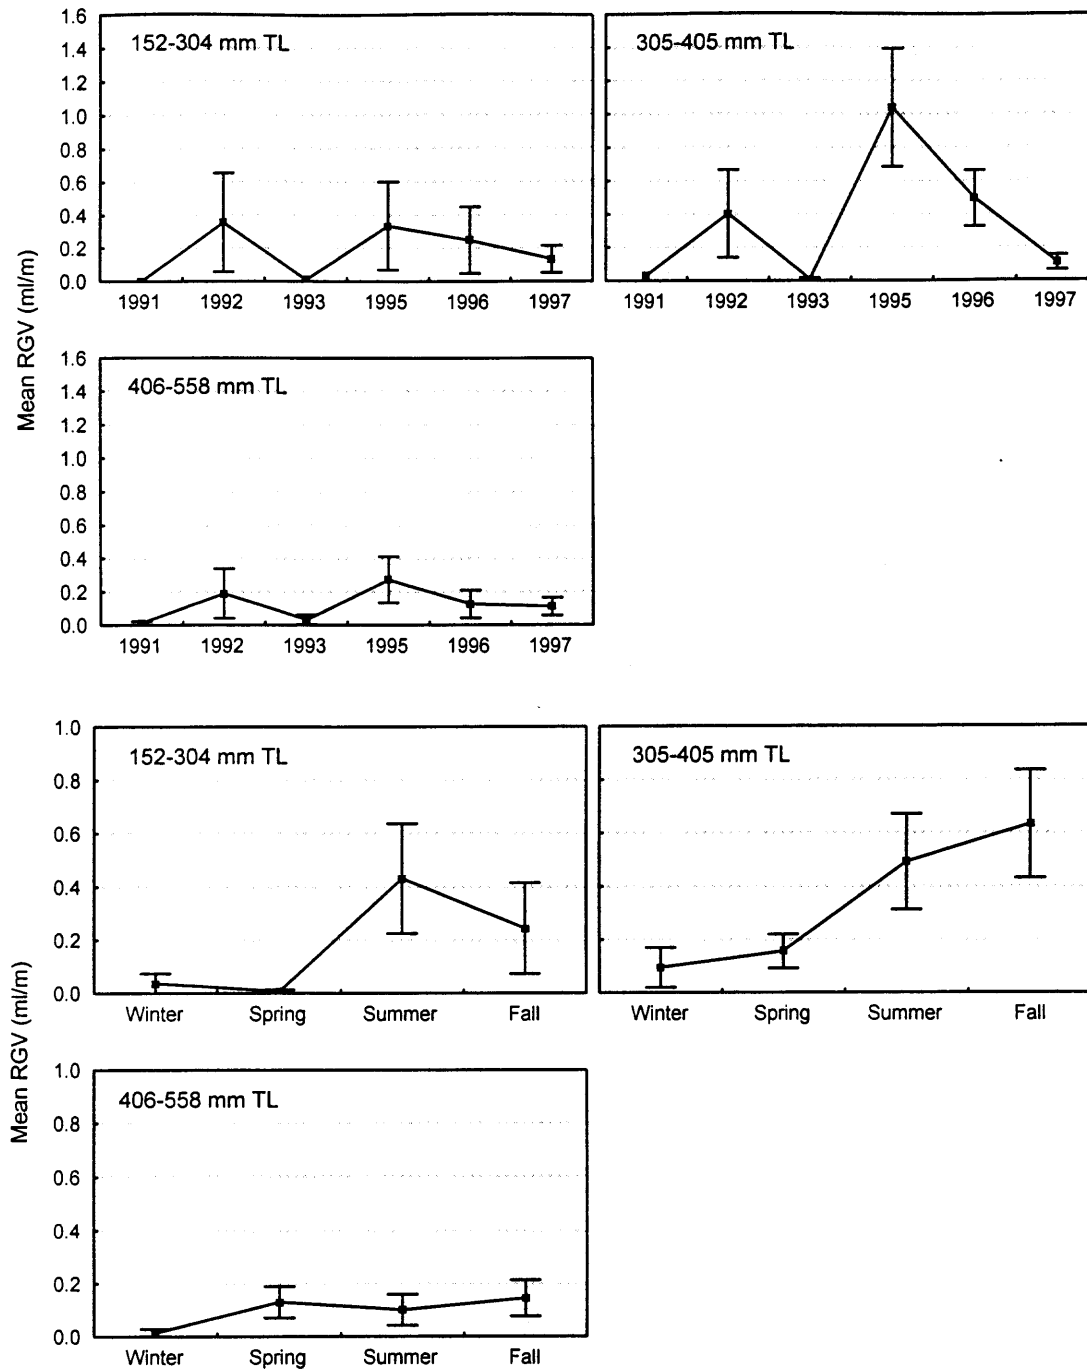 Mean RGV (ml/m)
152-304 mm TL
1.6
1.4
1.2
1.0
0.8
0.6
0.4
0.2
0.0
1991 1992 1993 1995 1996 1997
305-405 mm TL
1991 1992 1993 1995 1996 1997
406-558 mm TL
1.6
1.4
1.2
1.0
0.8
0.6
0.4
0.2
0.0
1991 1992 1993 1995 1996 1997
Mean RGV (ml/m)
152-304 mm TL
1.0
0.8
0.6
0.4
0.2
0.0
Winter Spring Summer Fall
305-405 mm TL
Winter Spring Summer Fall
406-558 mm TL
1.0
0.8
0.6
0.4
0.2
0.0
Winter Spring Summer Fall